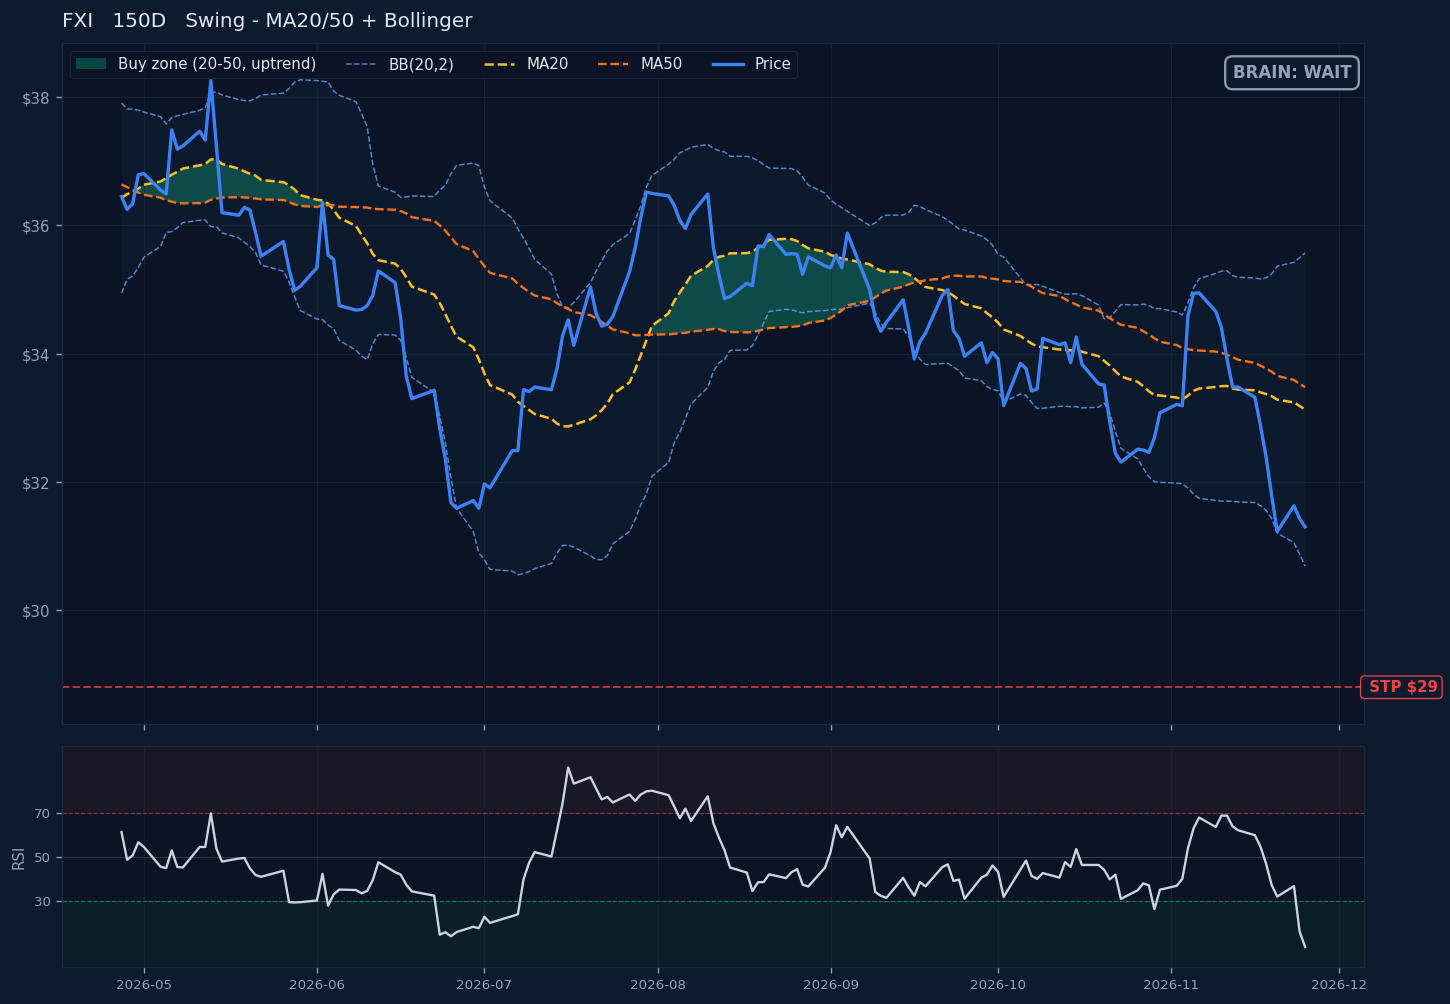 FXI   150D   Swing - MA20/50 + Bollinger
Buy zone (20-50, uptrend)   BB(20,2)   MA20   MA50   Price
BRAIN: WAIT
$38
$36
$34
$32
$30
STP $29
70
50
30
RSI
2026-05   2026-06   2026-07   2026-08   2026-09   2026-10   2026-11   2026-12